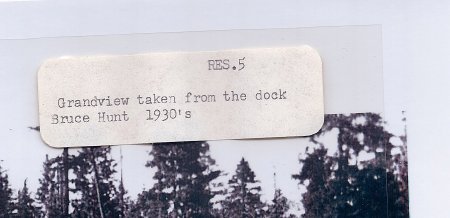 RES.5
Grandview taken from the dock
Bruce Hunt 1930's